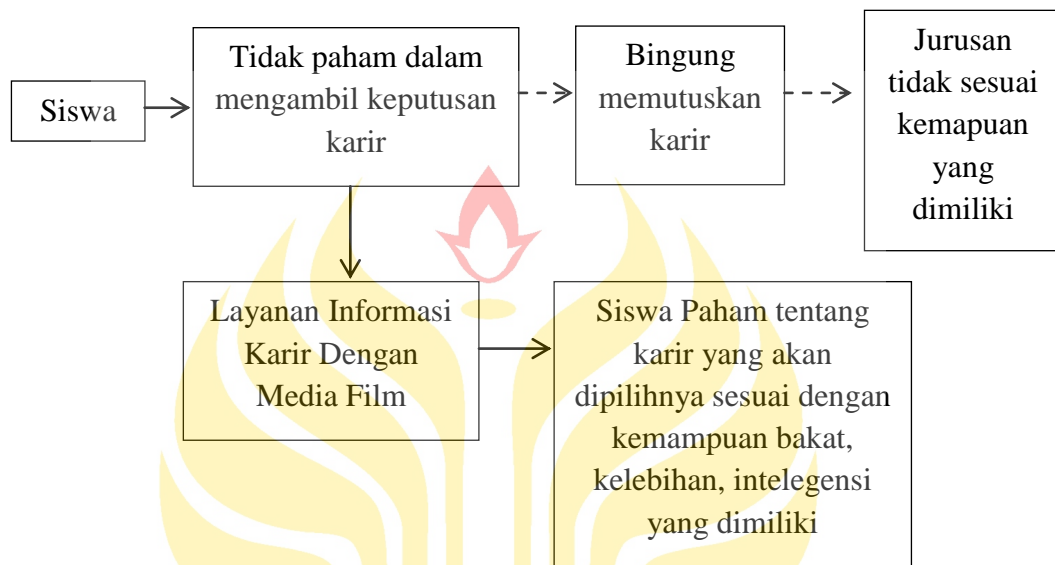 Siswa
Tidak paham dalam
mengambil keputusan
karir
Bingung
memutuskan
karir
Jurusan
tidak sesuai
kemapuan
yang
dimiliki
Layanan Informasi
Karir Dengan
Media Film
Siswa Paham tentang
karir yang akan
dipilihnya sesuai dengan
kemampuan bakat,
kelebihan, intelegensi
yang dimiliki